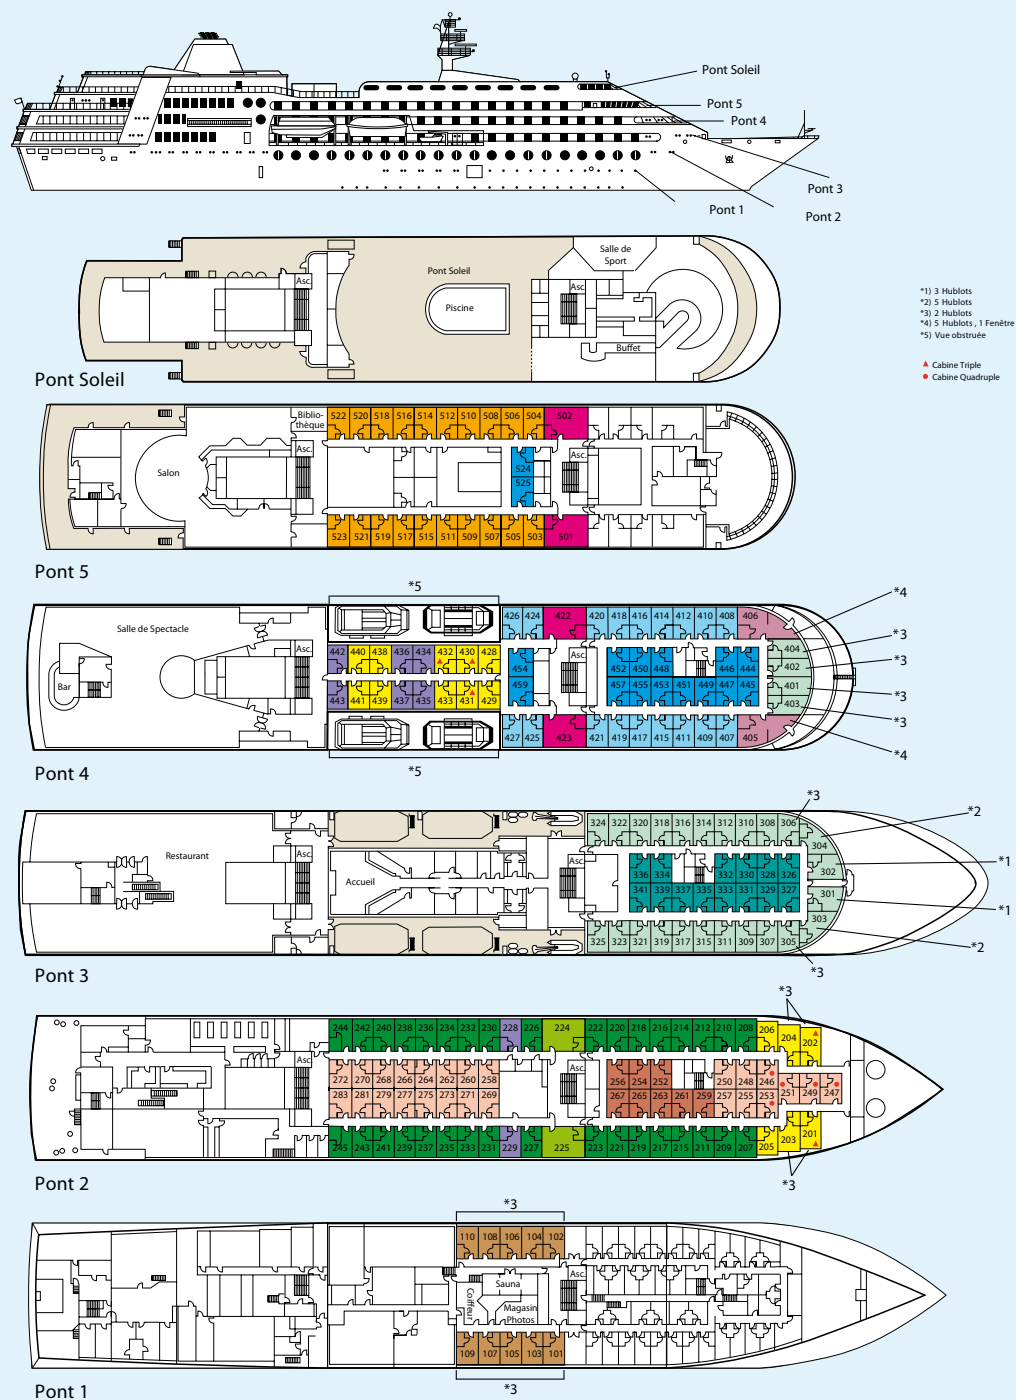 Pont Soleil
Pont 5
Pont 4
Pont 3
Pont 2
Pont 1
Salle de
Sport
Asc.
Pont Soleil
Asc.
Piscine
Buffet
Pont Soleil
*1) 3 Hublots
*2) 5 Hublots
*3) 2 Hublots
*4) 5 Hublots , 1 Fenêtre
*5) Vue obstruée
Cabine Triple
Cabine Quadruple
Biblio-
thèque
522 520 518 516 514 512 510 508 506 504 502
Asc.
Asc.
Salon
524
525
523 521 519 517 515 511 509 507 505 503 501
Pont 5
*5
*4
Salle de Spectacle
426 424 422 420 418 416 414 412 410 408 406
*3
Asc.
442 440 438 436 434 432 430 428
Asc.
404
454
452 450 448
446 444
402
*3
Bar
459
457 455 453 451 449 447 445
401
*3
443 441 439 437 435 433 431 429
403
*3
427 425 423 421 419 417 415 411 409 407 405
*4
*5
Pont 4
*3
*2
324 322 320 318 316 314 312 310 308 306
304
Restaurant
Asc.
Asc.
*1
Accueil
336 334
332 330 328 326
302
341 339 337 335 333 331 329 327
301
*1
303
325 323 321 319 317 315 311 309 307 305
*2
*3
Pont 3
*3
244 242 240 238 236 234 232 230 228 226 224 222 220 218 216 214 212 210 208 206 204 202
Asc.
Asc.
272 270 268 266 264 262 260 258
256 254 252
250 248 246
283 281 279 277 275 273 271 269
267 265 263 261 259
257 255 253 251 249 247
245 243 241 239 237 235 233 231 229 227 225 223 221 219 217 215 211 209 207 205 203 201
*3
Pont 2
*3
110 108 106 104 102
Asc.
Asc.
Sauna
Coiffeur
Magasin
Photos
109 107 105 103 101
*3
Pont 1